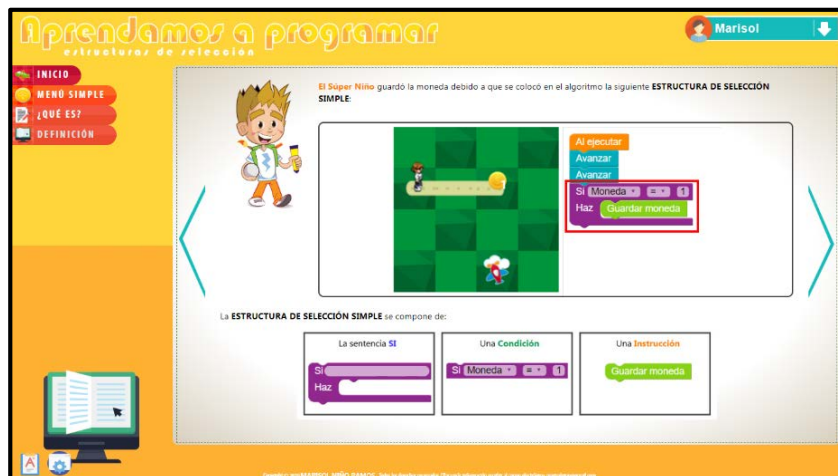 Aprendamos a programar
estructuras de selección
Marisol
INICIO
MENÚ SIMPLE
¿QUÉ ES?
DEFINICIÓN
El Súper Niño guardó la moneda debido a que se colocó en el algoritmo la siguiente ESTRUCTURA DE SELECCIÓN
SIMPLE:
Al ejecutar
Avanzar
Avanzar
Si Moneda = 1
Haz Guardar moneda
La ESTRUCTURA DE SELECCIÓN SIMPLE se compone de:
La sentencia SI
Si
Haz
Una Condición
Si Moneda = 1
Una Instrucción
Guardar moneda
A
MARISOL NIÑO RAMOS